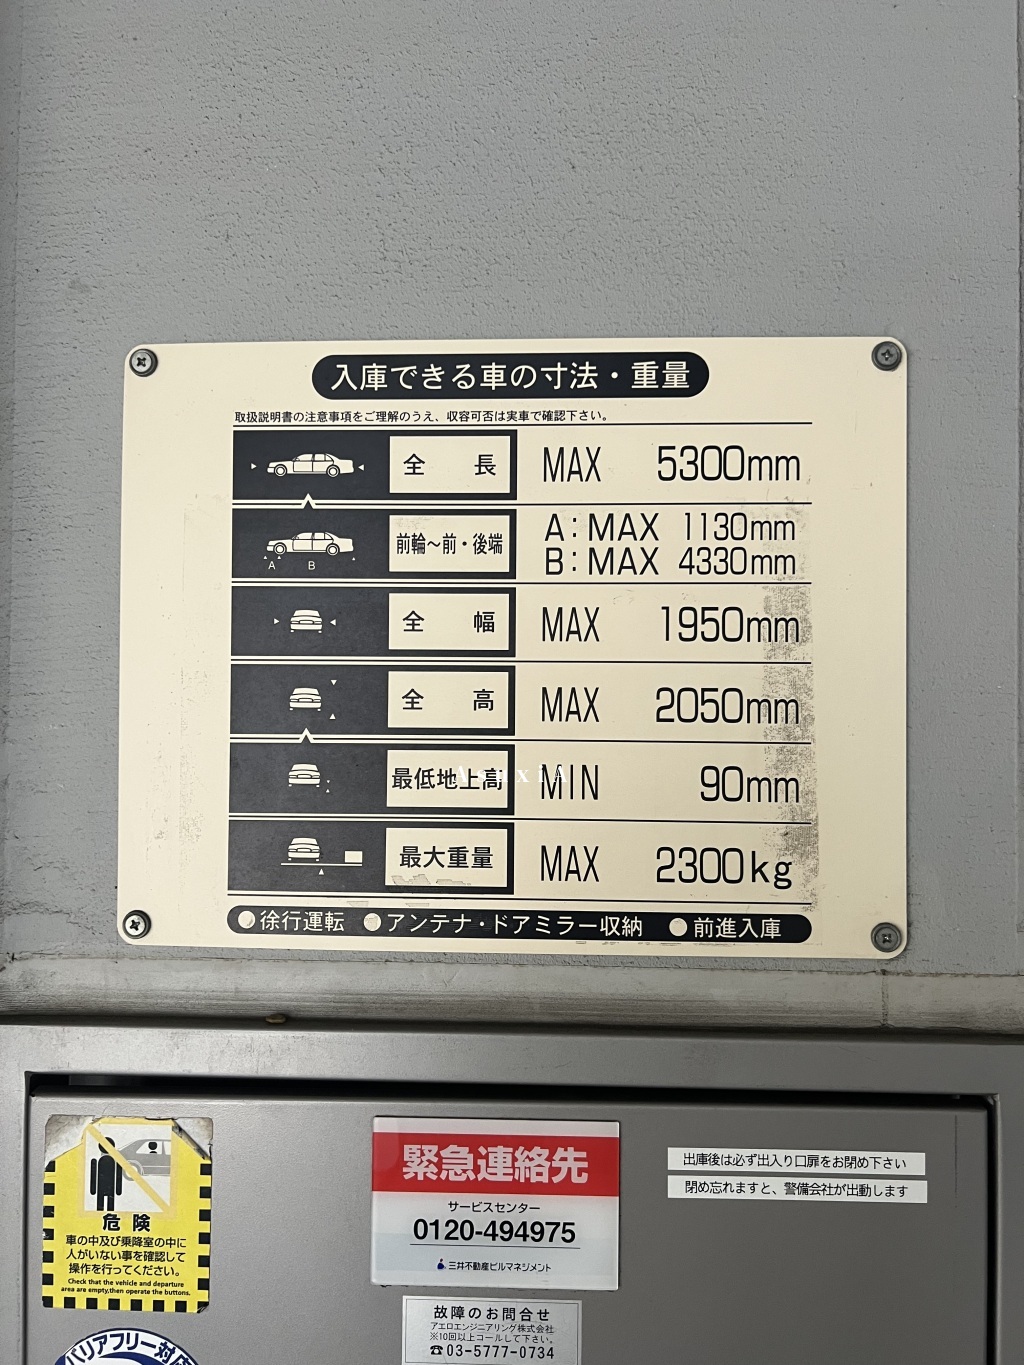 入庫できる車の寸法・重量
取扱説明書の注意事項をご理解のうえ、収容可否は実車で確認下さい。
全長 MAX 5300mm
前輪～前・後端 A:MAX 1130mm
B:MAX 4330mm
A B
全幅 MAX 1950mm
全高 MAX 2050mm
最低地上高 MIN 90mm
最大重量 MAX 2300kg
●徐行運転 ●アンテナ・ドアミラー収納 ●前進入庫
危険
車の中及び乗降室の中に
人がいない事を確認して
操作を行ってください。
Check that the vehicle and departure
area are empty,then operate the buttons.
バリアフリー対応
緊急連絡先
サービスセンター
0120-494975
三井不動産ビルマネジメント
故障のお問合せ
アエロエンジニアリング株式会社
※10回以上コールして下さい。
☎03-5777-0734
出庫後は必ず出入り口扉をお閉め下さい
閉め忘れますと、警備会社が出動します